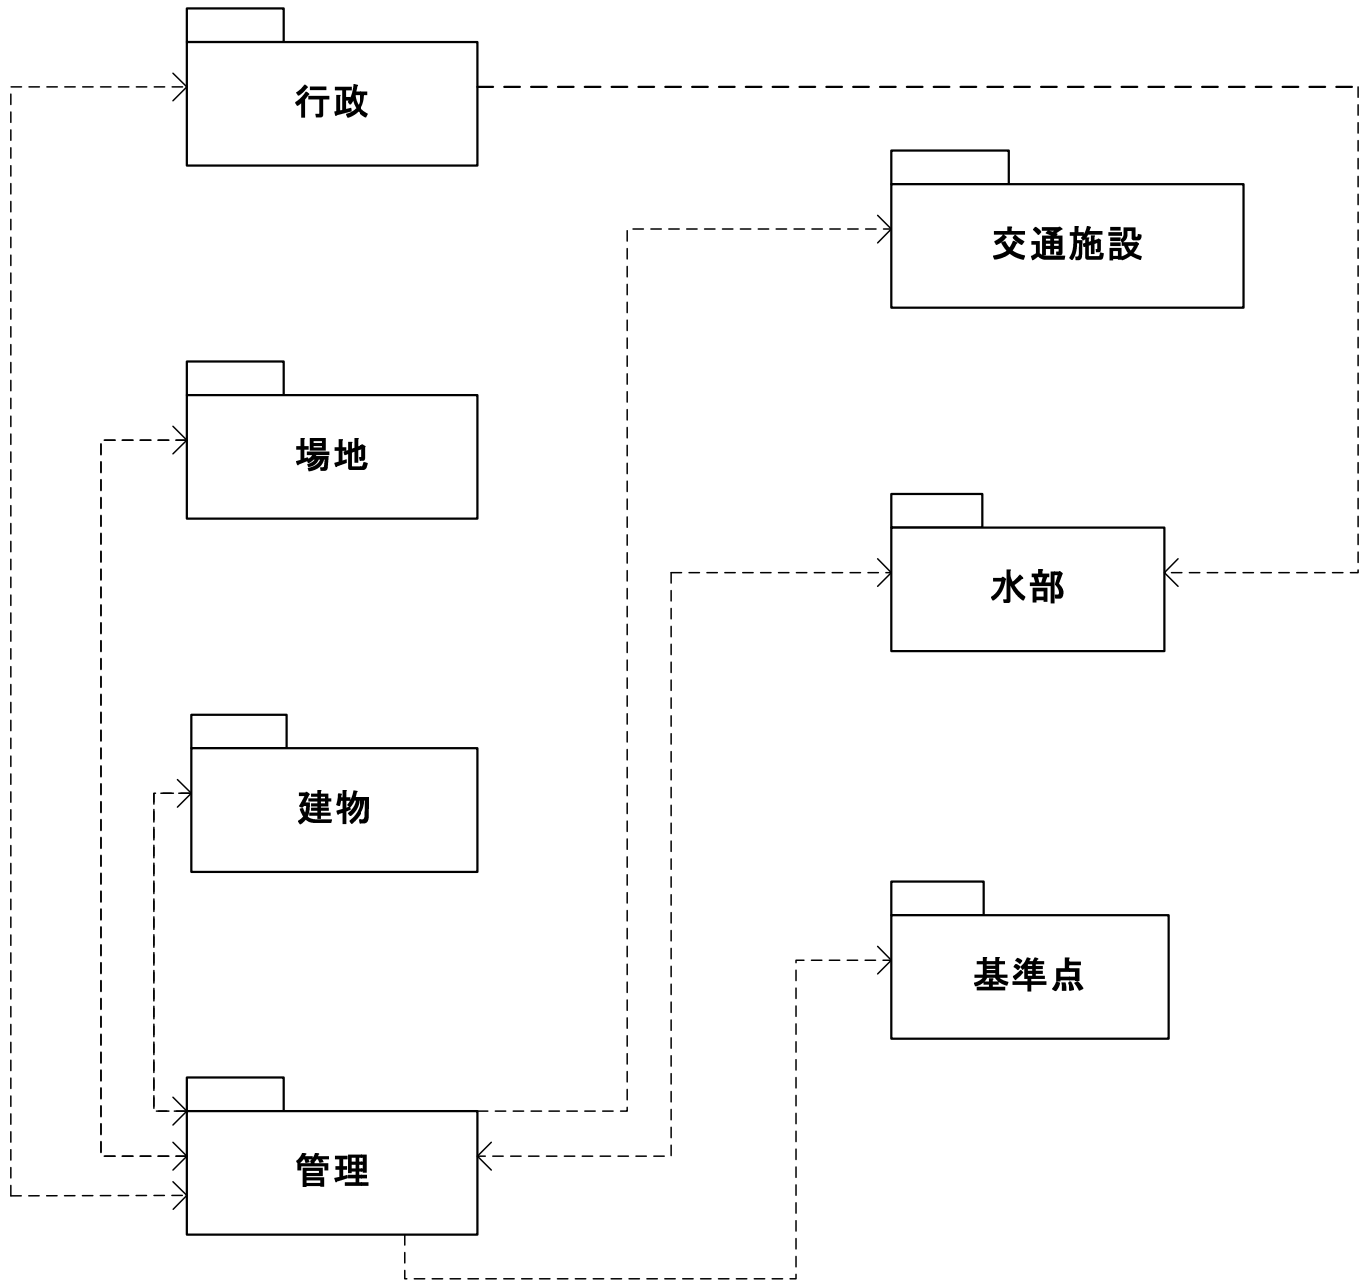 行政
交通施設
場地
水部
建物
基準点
管理